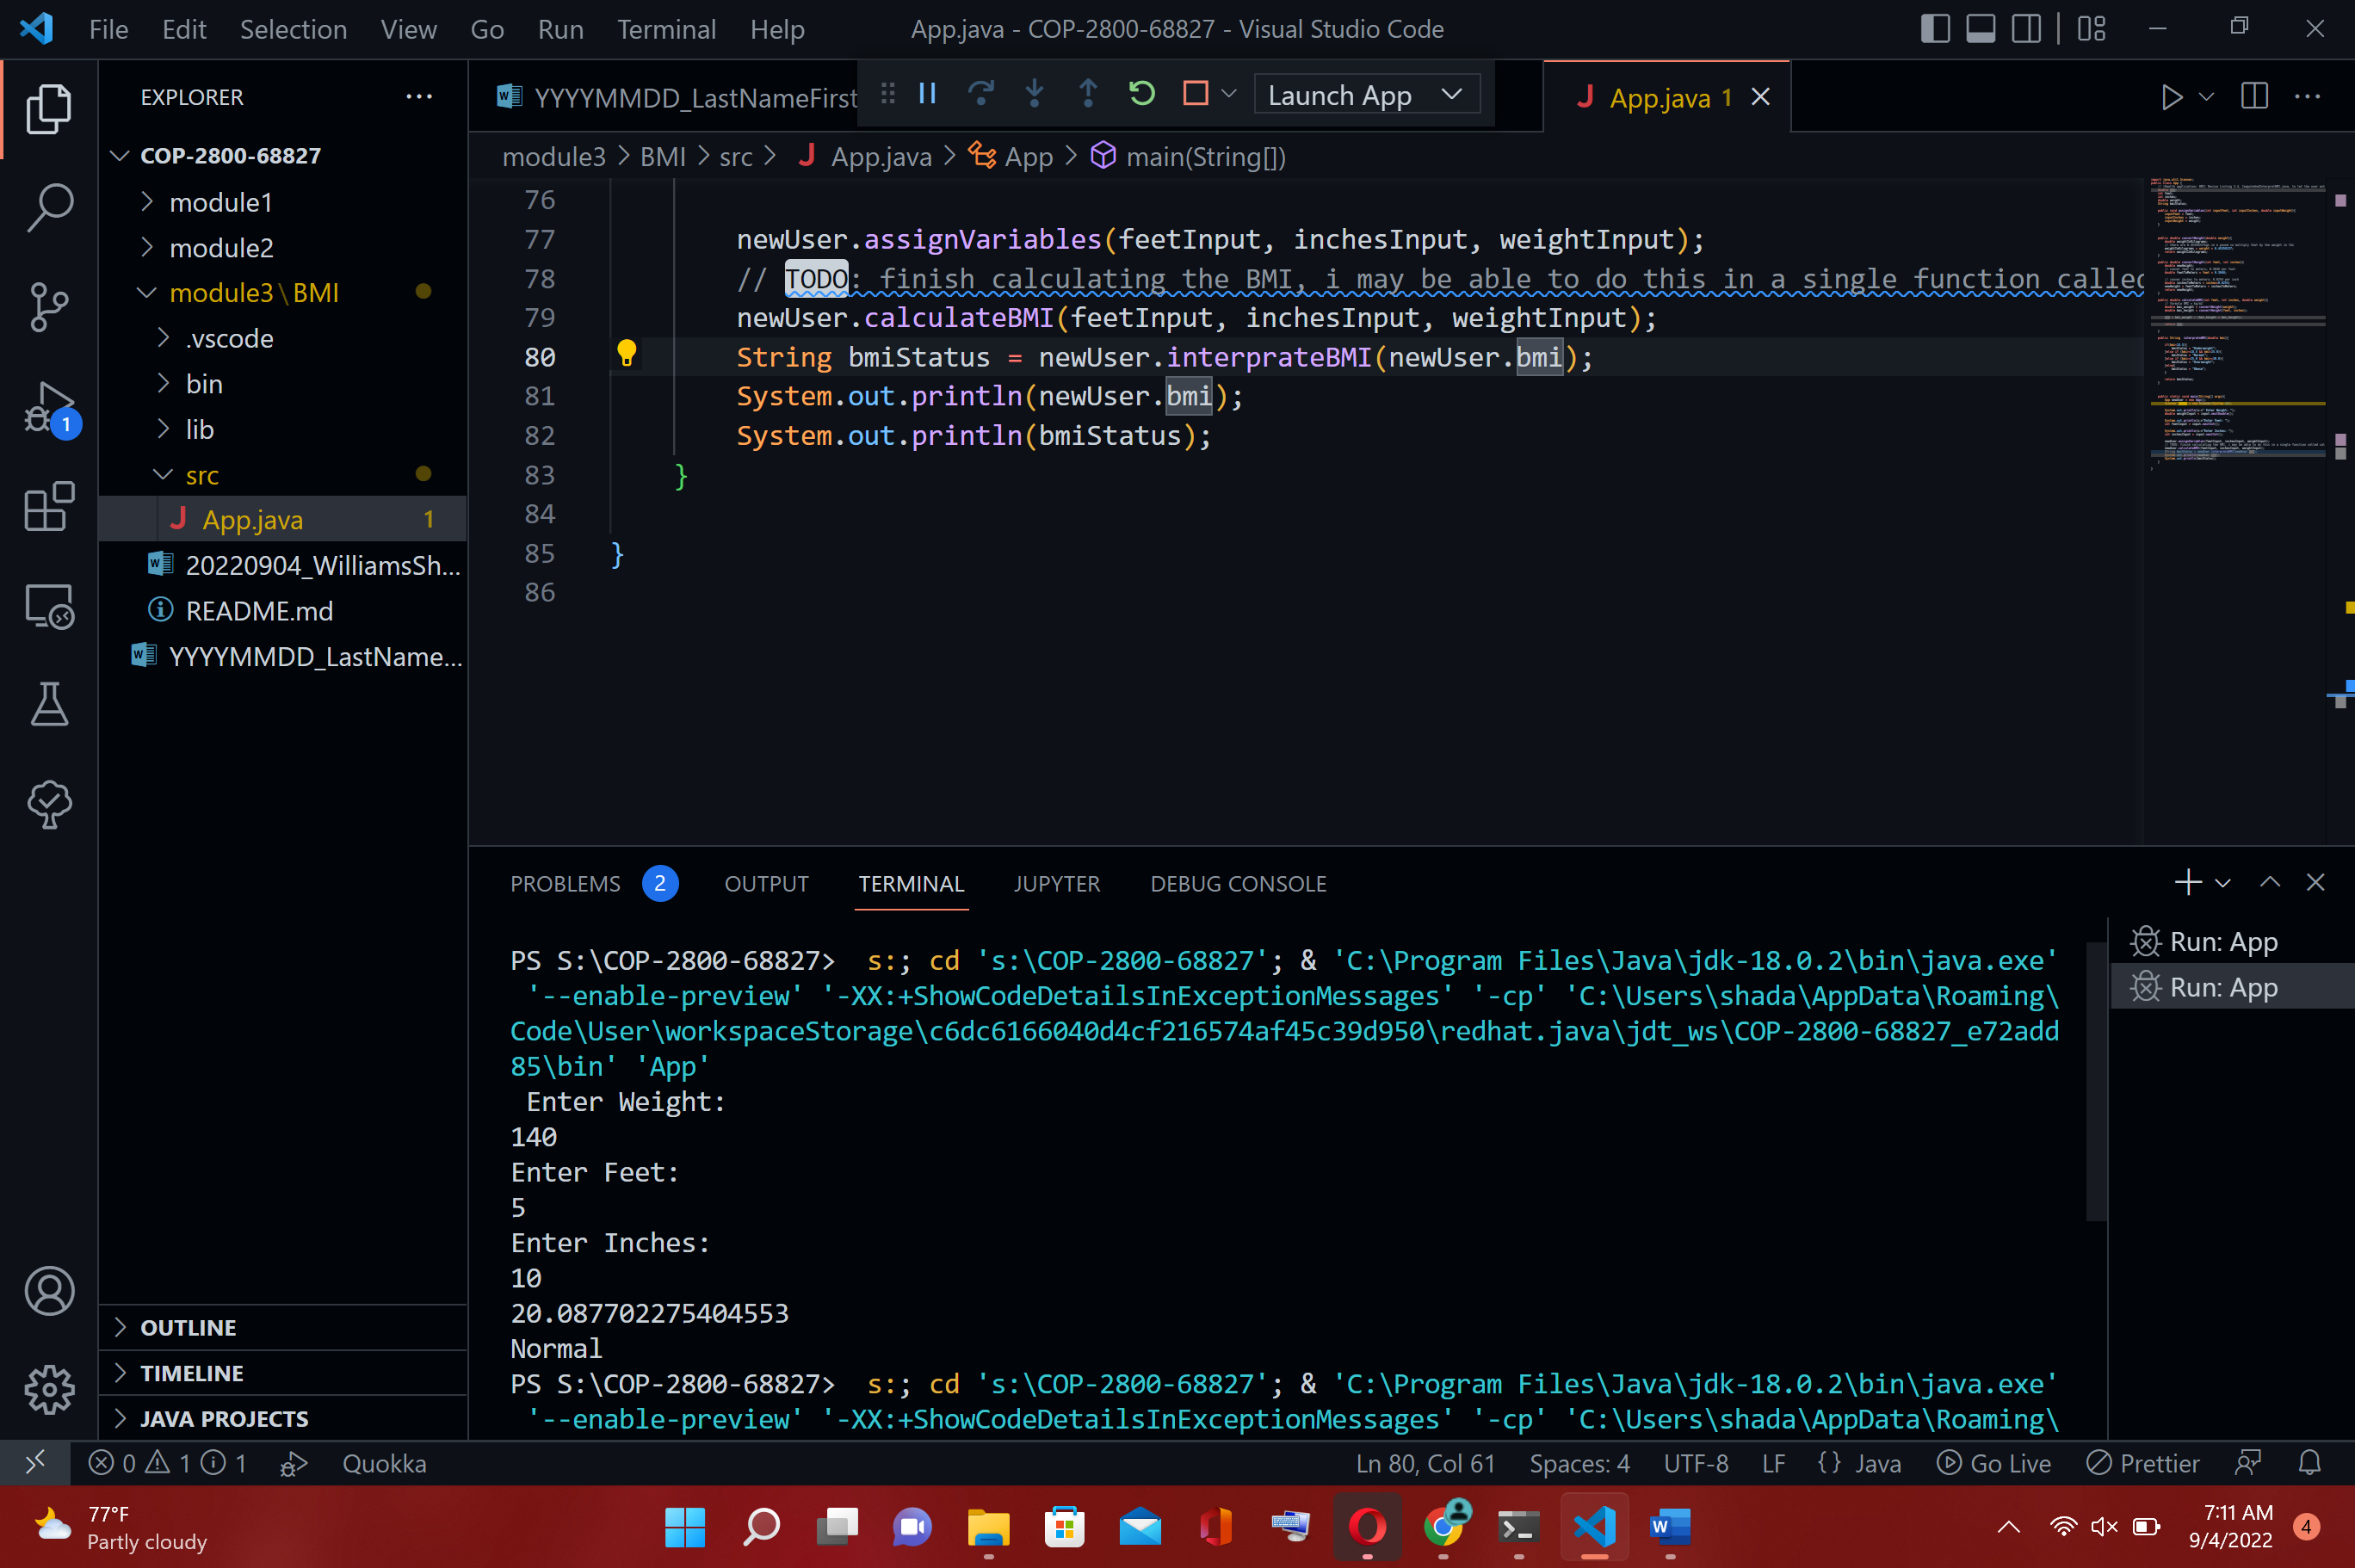 File Edit Selection View Go Run Terminal Help
App.java - COP-2800-68827 - Visual Studio Code
EXPLORER
COP-2800-68827
module1
module2
module3\BMI
.vscode
bin
lib
src
App.java 1
20220904_WilliamsSh...
README.md
YYYYMMDD_LastName...
OUTLINE
TIMELINE
JAVA PROJECTS
1
YYYYMMDD_LastNameFirst
Launch App
App.java 1
module3 > BMI > src > App.java > App > main(String[])
76
77 newUser.assignVariables(feetInput, inchesInput, weightInput);
78 // TODO: finish calculating the BMI, i may be able to do this in a single function called
79 newUser.calculateBMI(feetInput, inchesInput, weightInput);
80 String bmiStatus = newUser.interprateBMI(newUser.bmi);
81 System.out.println(newUser.bmi);
82 System.out.println(bmiStatus);
83 }
84
85 }
86
PROBLEMS 2 OUTPUT TERMINAL JUPYTER DEBUG CONSOLE
PS S:\COP-2800-68827> s:; cd 's:\COP-2800-68827'; & 'C:\Program Files\Java\jdk-18.0.2\bin\java.exe'
'--enable-preview' '-XX:+ShowCodeDetailsInExceptionMessages' '-cp' 'C:\Users\shada\AppData\Roaming\
Code\User\workspaceStorage\c6dc6166040d4cf216574af45c39d950\redhat.java\jdt_ws\COP-2800-68827_e72add
85\bin' 'App'
Enter Weight:
140
Enter Feet:
5
Enter Inches:
10
20.087702275404553
Normal
PS S:\COP-2800-68827> s:; cd 's:\COP-2800-68827'; & 'C:\Program Files\Java\jdk-18.0.2\bin\java.exe'
'--enable-preview' '-XX:+ShowCodeDetailsInExceptionMessages' '-cp' 'C:\Users\shada\AppData\Roaming\
Run: App
Run: App
0 1 1 Quokka
Ln 80, Col 61 Spaces: 4 UTF-8 LF {} Java Go Live Prettier
77°F
Partly cloudy
7:11 AM
9/4/2022
4